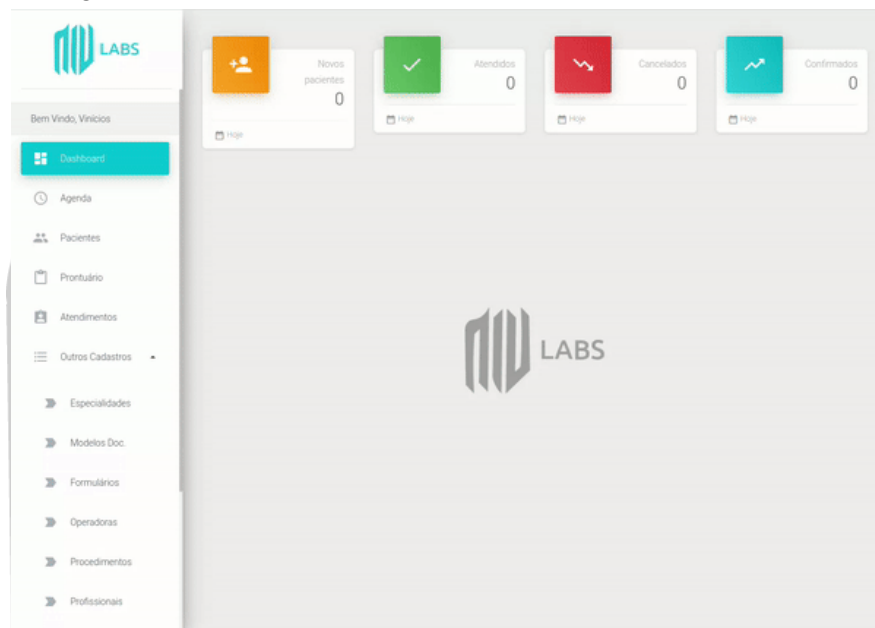 LABS
Bem Vindo, Vinicios
Dashboard
Agenda
Pacientes
Prontuário
Atendimentos
Outros Cadastros
Especialidades
Modelos Doc.
Formulários
Operadoras
Procedimentos
Profissionais
Novos
pacientes
0
Hoje
Atendidos
0
Hoje
Cancelados
0
Hoje
Confirmados
0
Hoje
LABS